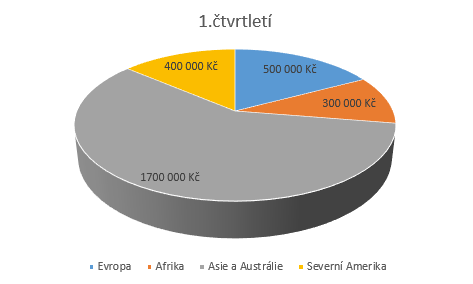 1.čtvrtletí
400 000 Kč
500 000 Kč
300 000 Kč
1700 000 Kč
Evropa Afrika Asie a Austrálie Severní Amerika